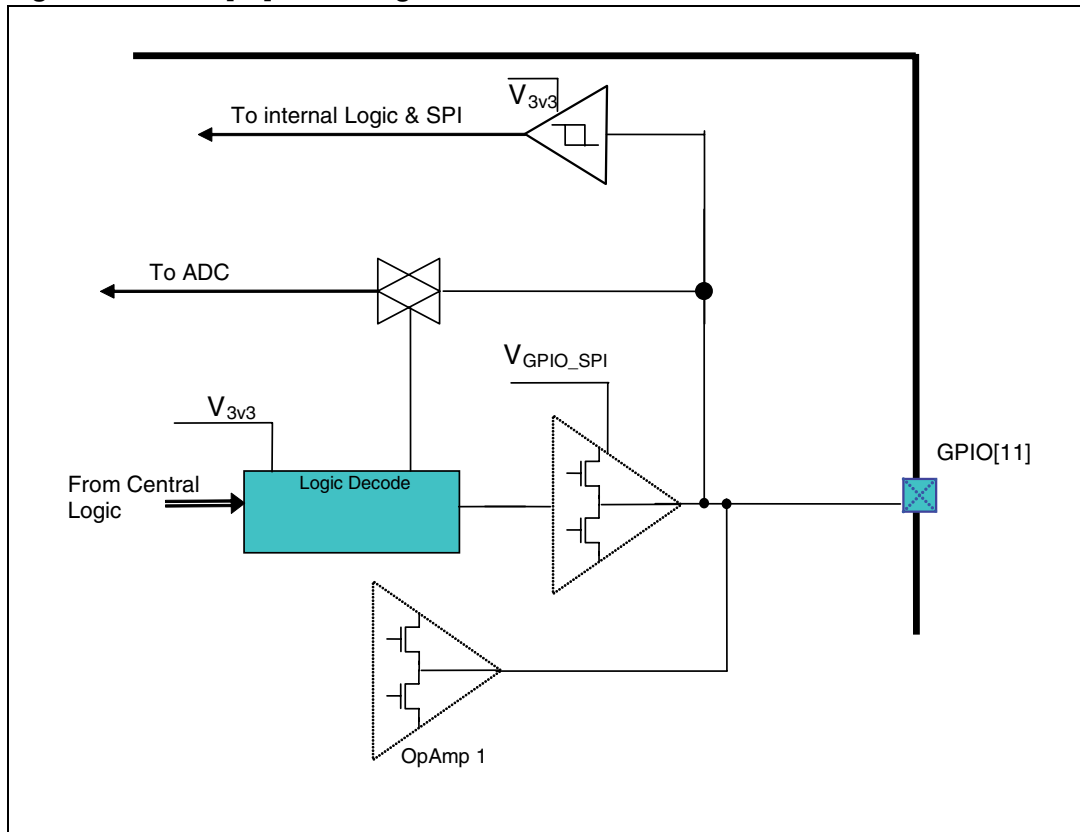 V3v3
To internal Logic & SPI
To ADC
VGPIO_SPI
V3v3
GPIO[11]
Logic Decode
From Central
Logic
OpAmp 1